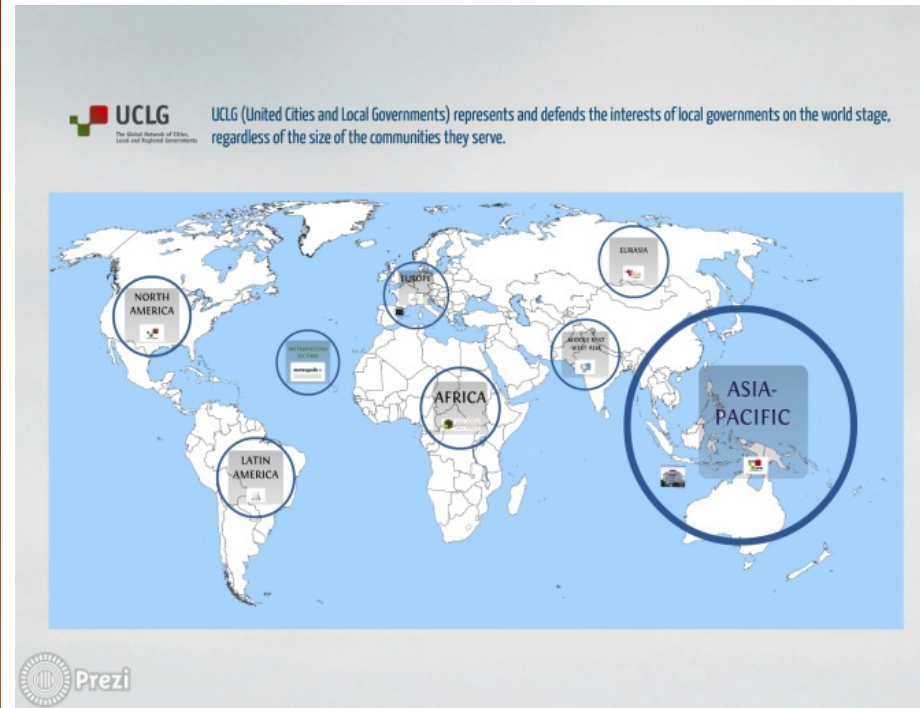 UCLG
The Global Network of Cities,
Local and Regional Governments
UCLG (United Cities and Local Governments) represents and defends the interests of local governments on the world stage,
regardless of the size of the communities they serve.
EURASIA
EUROPE
NORTH
AMERICA
METROPOLITAN
SECTION
metropolis
MIDDLE EAST
WEST ASIA
AFRICA
ASIA-
PACIFIC
LATIN
AMERICA
Prezi